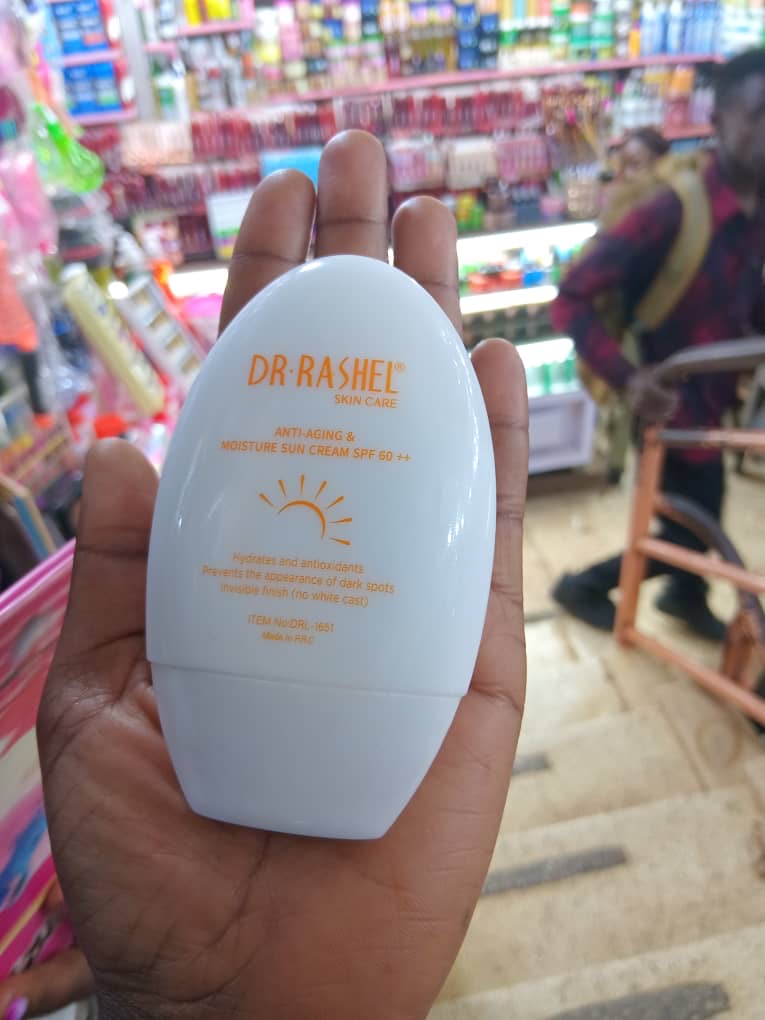 DR·RASHEL®
SKIN CARE
ANTI-AGING &
MOISTURE SUN CREAM SPF 60 ++
Hydrates and antioxidants
Prevents the appearance of dark spots
Invisible finish (no white cast)
ITEM No:DRL-1651
Made in P.R.C